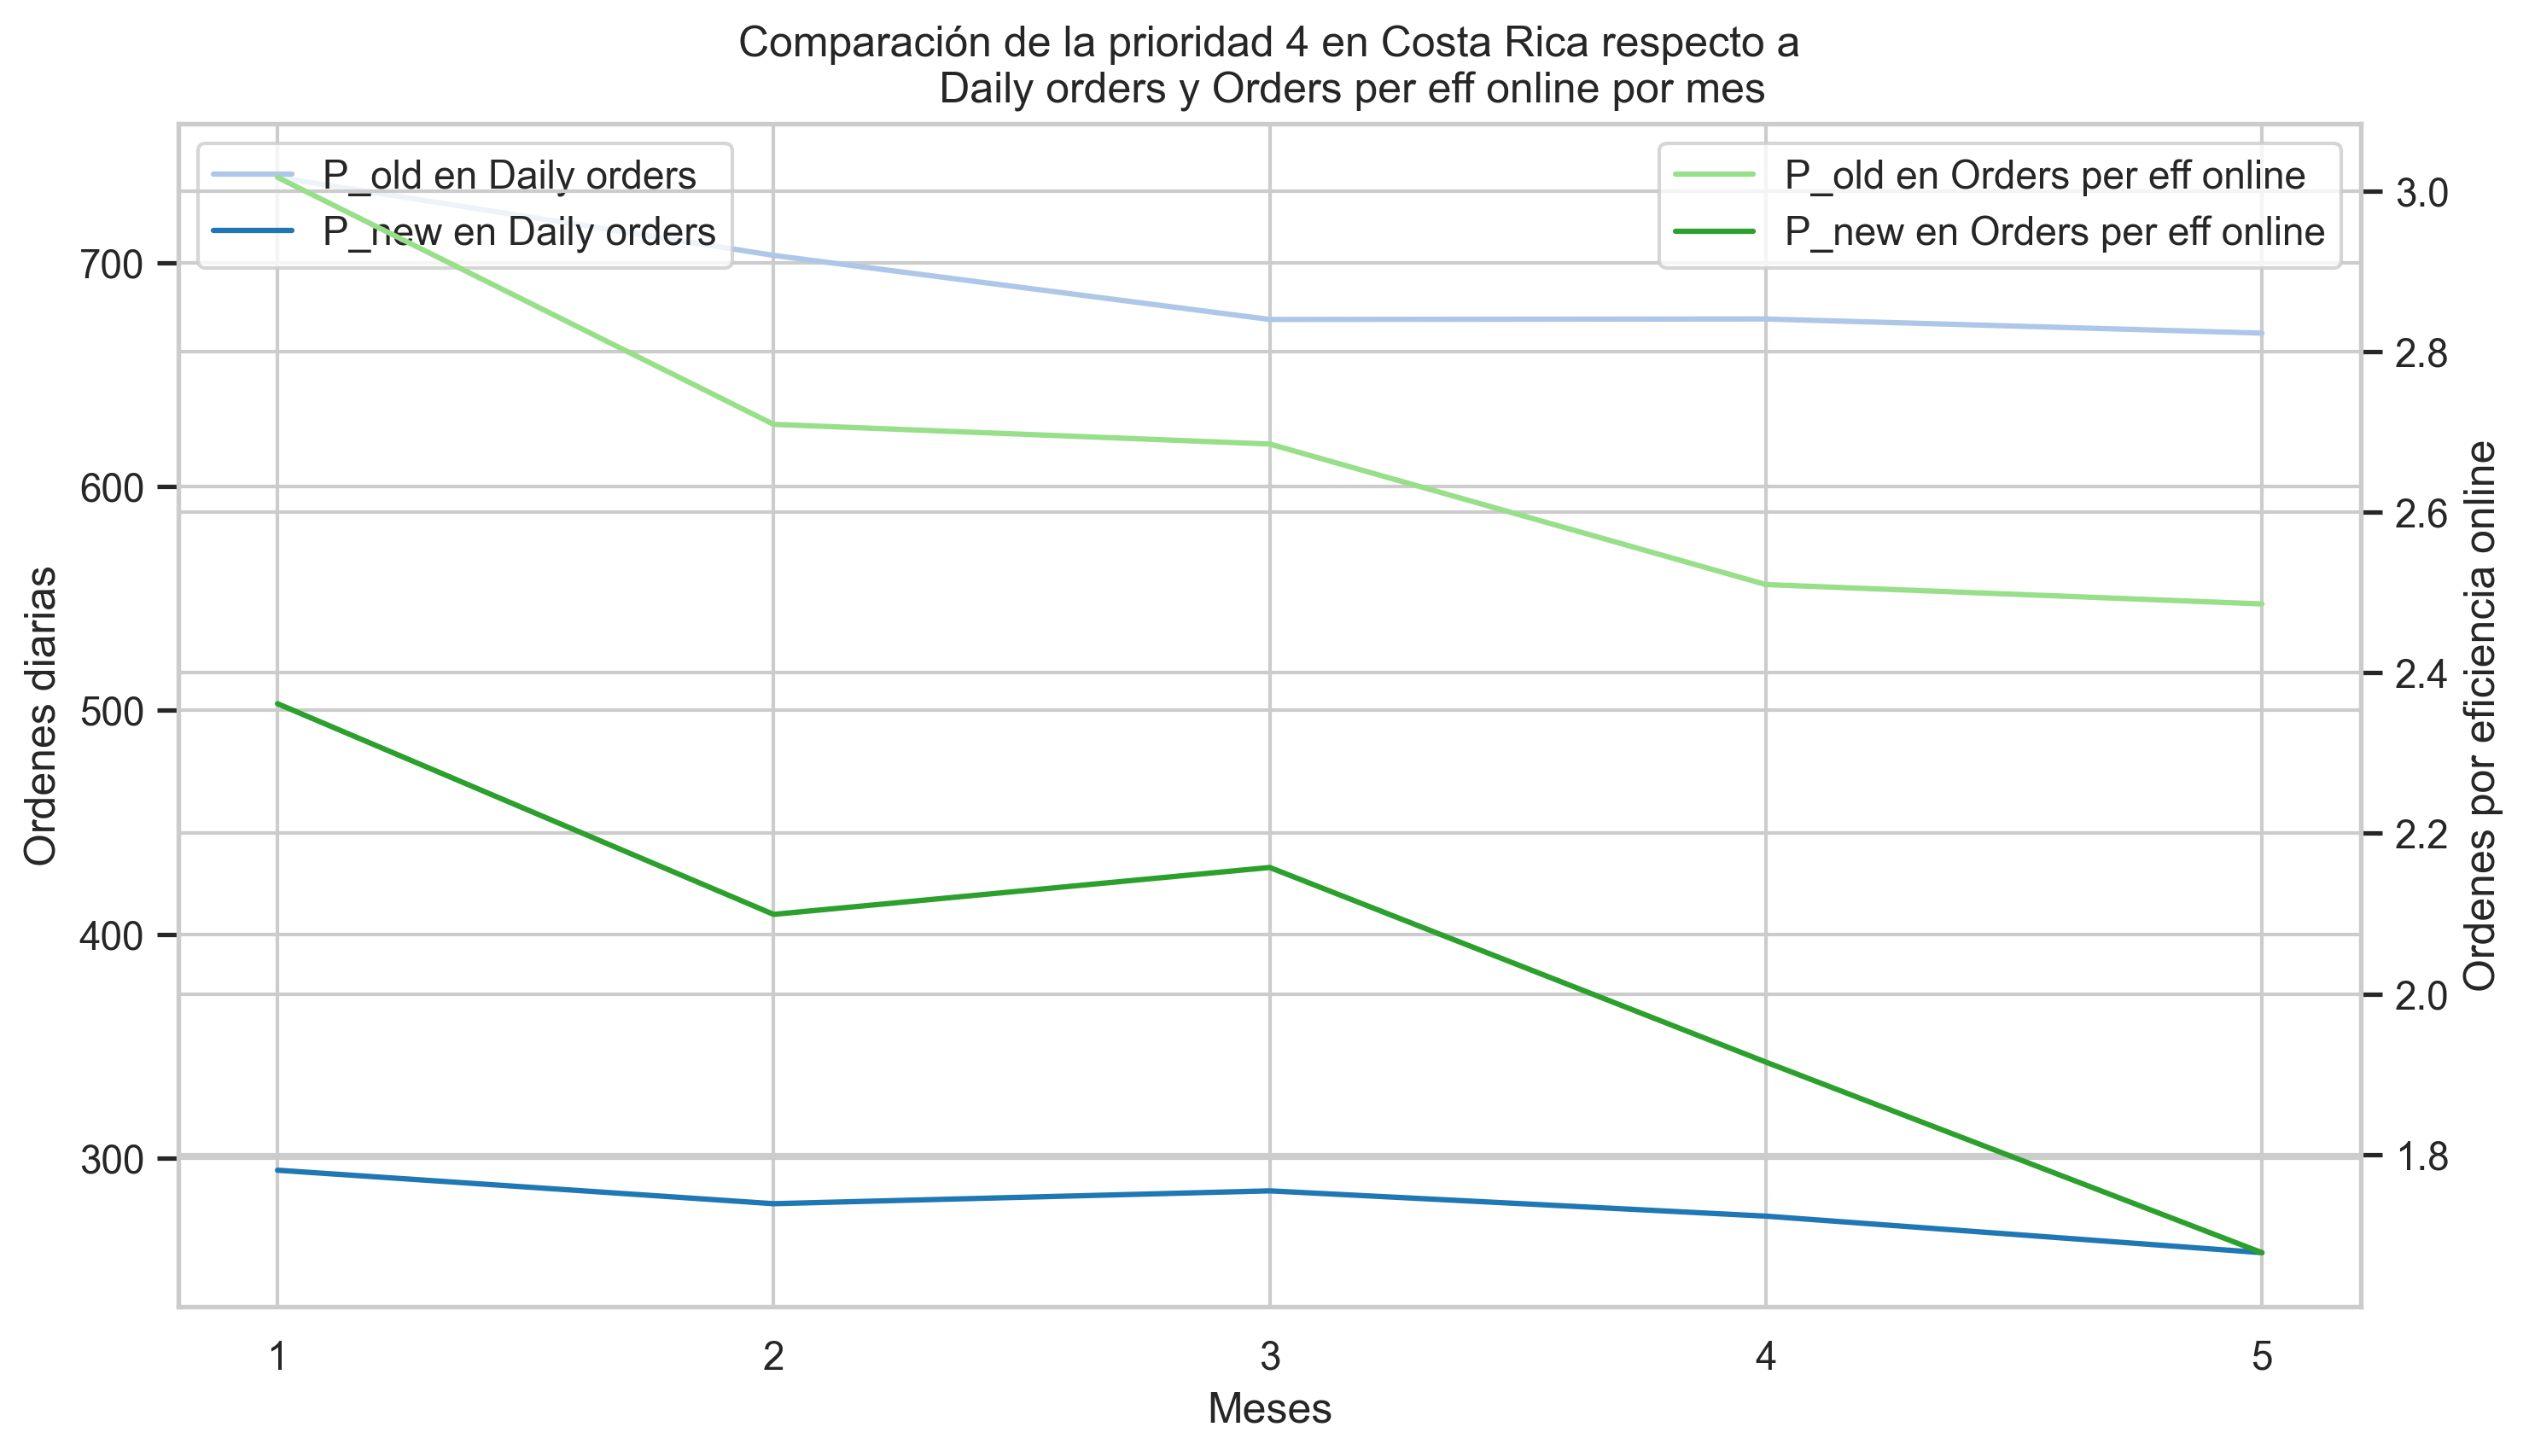 Comparación de la prioridad 4 en Costa Rica respecto a
Daily orders y Orders per eff online por mes
P_old en Daily orders
P_new en Daily orders
P_old en Orders per eff online
P_new en Orders per eff online
Ordenes diarias
700
600
500
400
300
3.0
2.8
2.6
2.4
2.2
2.0
1.8
Ordenes por eficiencia online
1 2 3 4 5
Meses